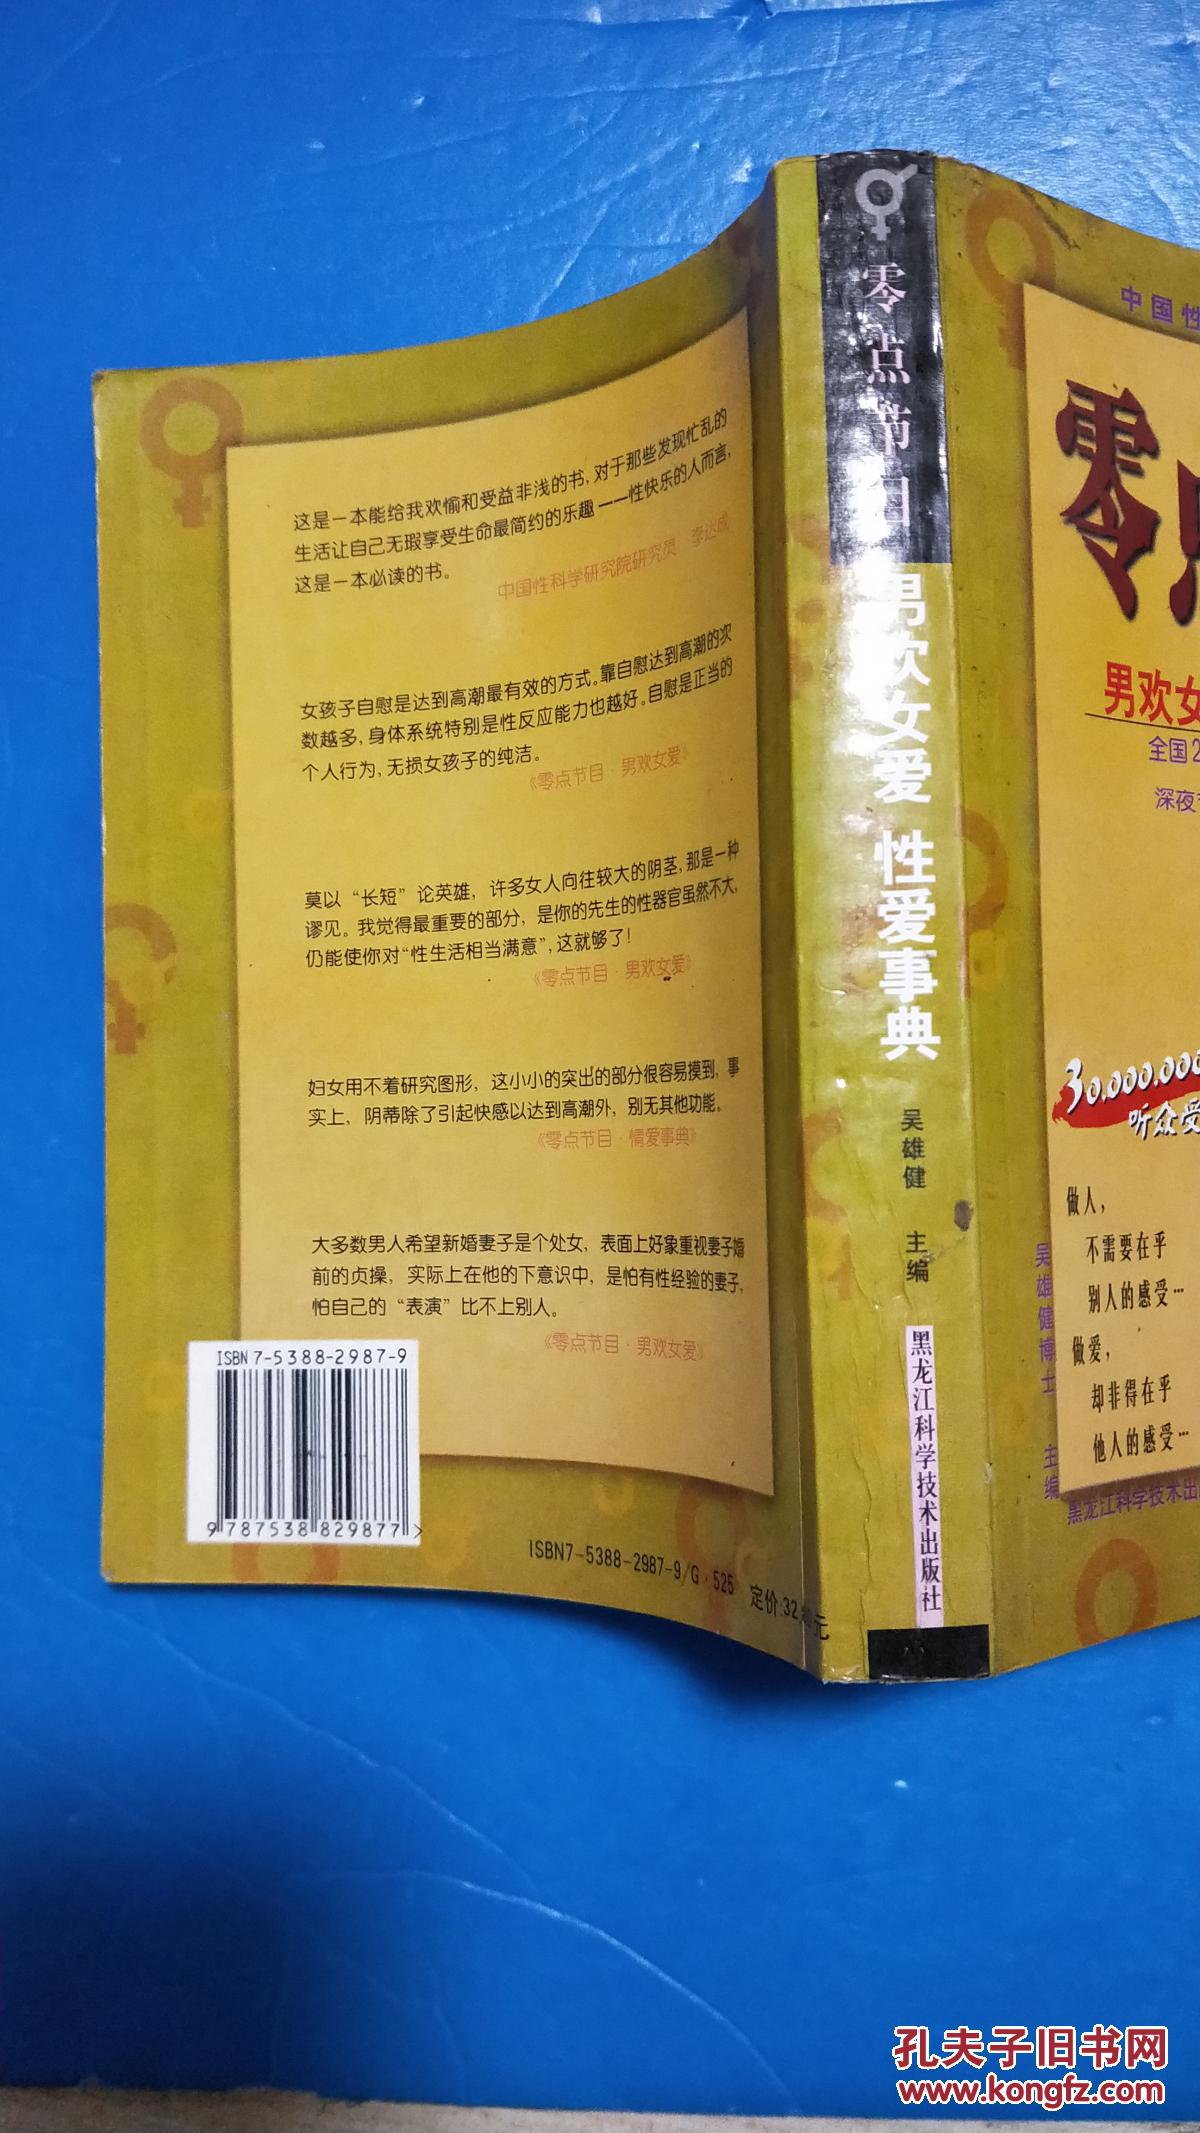 这是一本能给我欢愉和受益非浅的书，对于那些发现忙乱的
生活让自己无瑕享受生命最简约的乐趣——性快乐的人而言，
这是一本必读的书。
中国性科学研究院研究员 李达成
女孩子自慰是达到高潮最有效的方式。靠自慰达到高潮的次
数越多，身体系统特别是性反应能力也越好。自慰是正当的
个人行为，无损女孩子的纯洁。
《零点节目·男欢女爱》
莫以“长短”论英雄，许多女人向往较大的阴茎，那是一种
谬见。我觉得最重要的部分，是你的先生的性器官虽然不大，
仍能使你对“性生活相当满意”，这就够了！
《零点节目·男欢女爱》
妇女用不着研究图形，这小小的突出的部分很容易摸到，事
实上，阴蒂除了引起快感以达到高潮外，别无其他功能。
《零点节目·情爱事典》
大多数男人希望新婚妻子是个处女，表面上好象重视妻子婚
前的贞操，实际上在他的下意识中，是怕有性经验的妻子，
怕自己的“表演”比不上别人。
《零点节目·男欢女爱》
ISBN 7-5388-2987-9
9 787538 829877 >
ISBN7-5388-2987-9/G·525 定价:32 元
零点节目
男欢女爱 性爱事典
吴雄健 主编
黑龙江科学技术出版社
中国性
零
男欢女
全国2
深夜
30,000,000
听众受
做人，
不需要在乎
别人的感受…
做爱，
却非得在乎
他人的感受…
吴雄健博士 主编
黑龙江科学技术出
孔夫子旧书网
www.kongfz.com